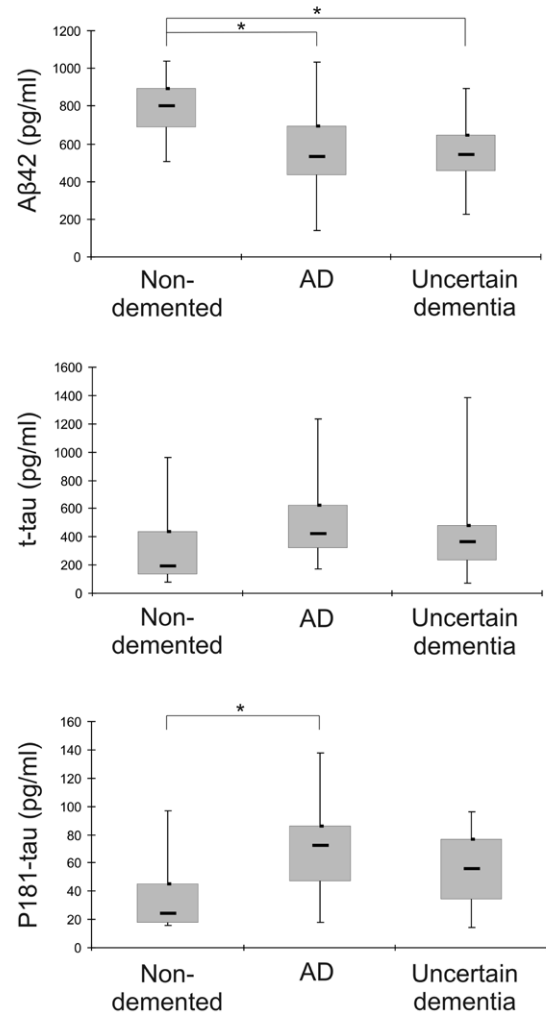 *
*
1200
1000
800
600
400
200
0
Aβ42 (pg/ml)
Non-
demented
AD
Uncertain
dementia
1600
1400
1200
1000
800
600
400
200
0
t-tau (pg/ml)
Non-
demented
AD
Uncertain
dementia
*
160
140
120
100
80
60
40
20
0
P181-tau (pg/ml)
Non-
demented
AD
Uncertain
dementia